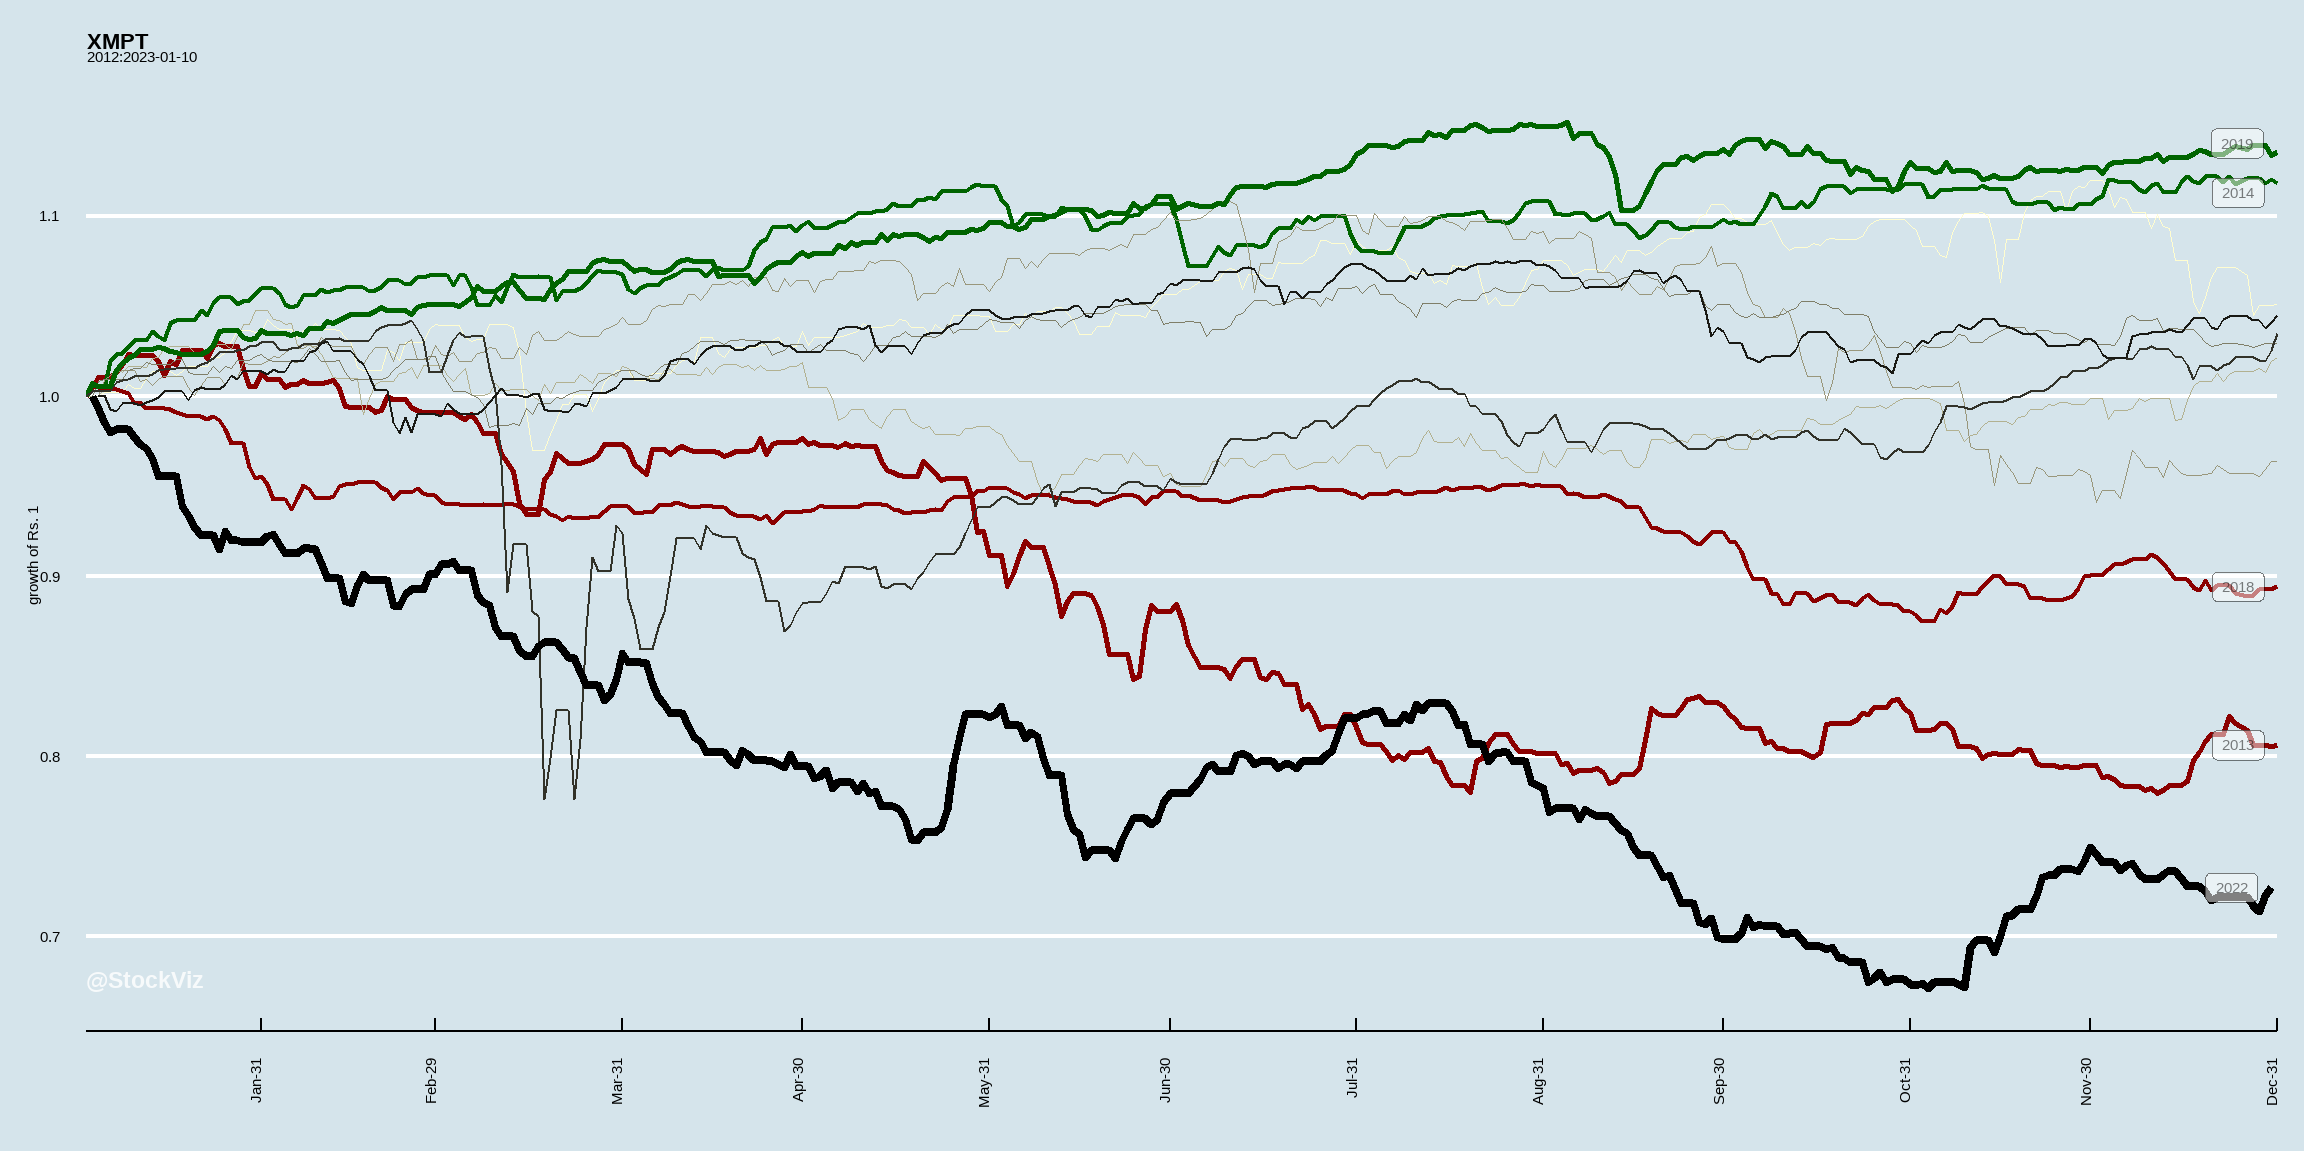 XMPT
2012:2023-01-10
growth of Rs. 1
1.1
1.0
0.9
0.8
0.7
2019
2014
2018
2013
2022
@StockViz
Jan-31
Feb-29
Mar-31
Apr-30
May-31
Jun-30
Jul-31
Aug-31
Sep-30
Oct-31
Nov-30
Dec-31